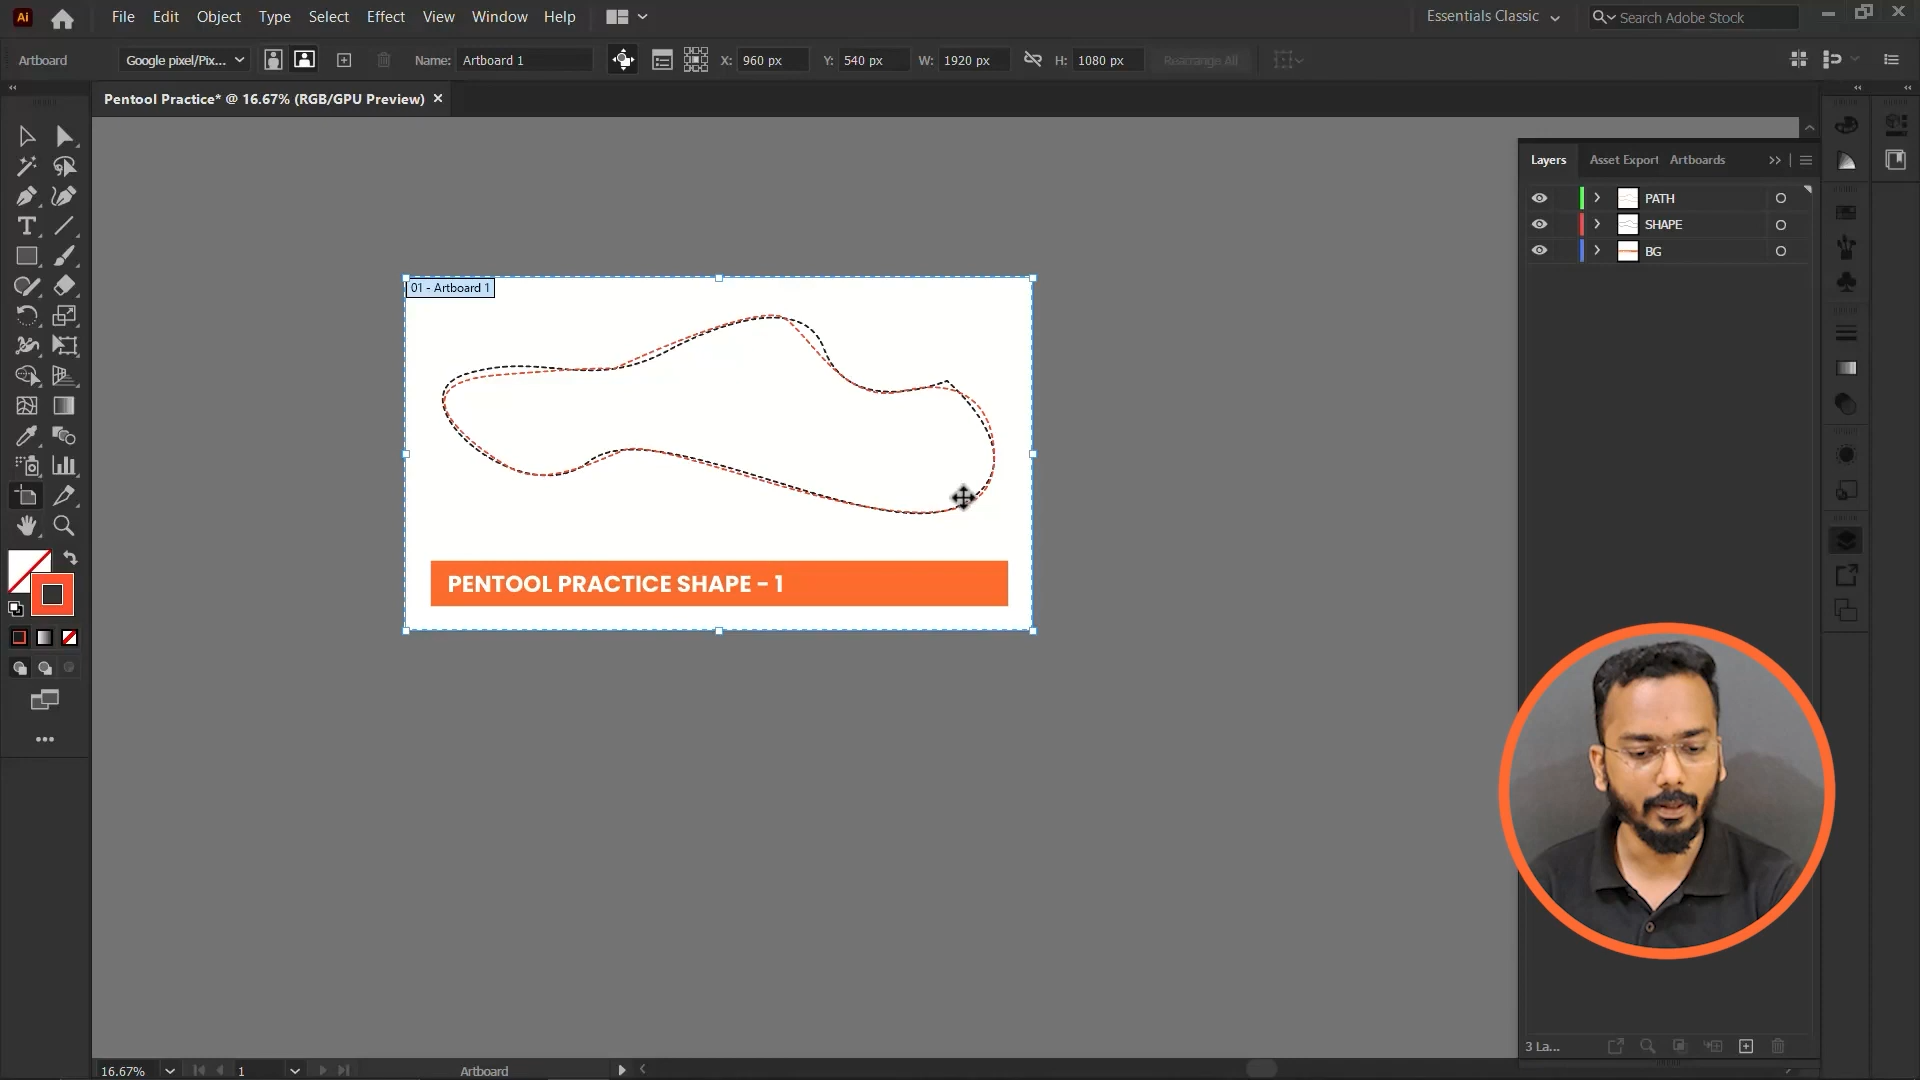 Ai File Edit Object Type Select Effect View Window Help Essentials Classic Search Adobe Stock
Artboard Google pixel/Pix... Name: Artboard 1 X: 960 px Y: 540 px W: 1920 px H: 1080 px Rearrange All
Pentool Practice* @ 16.67% (RGB/GPU Preview)
Layers Asset Export Artboards
PATH
SHAPE
BG
01 - Artboard 1
PENTOOL PRACTICE SHAPE - 1
3 La...
16.67% 1 Artboard